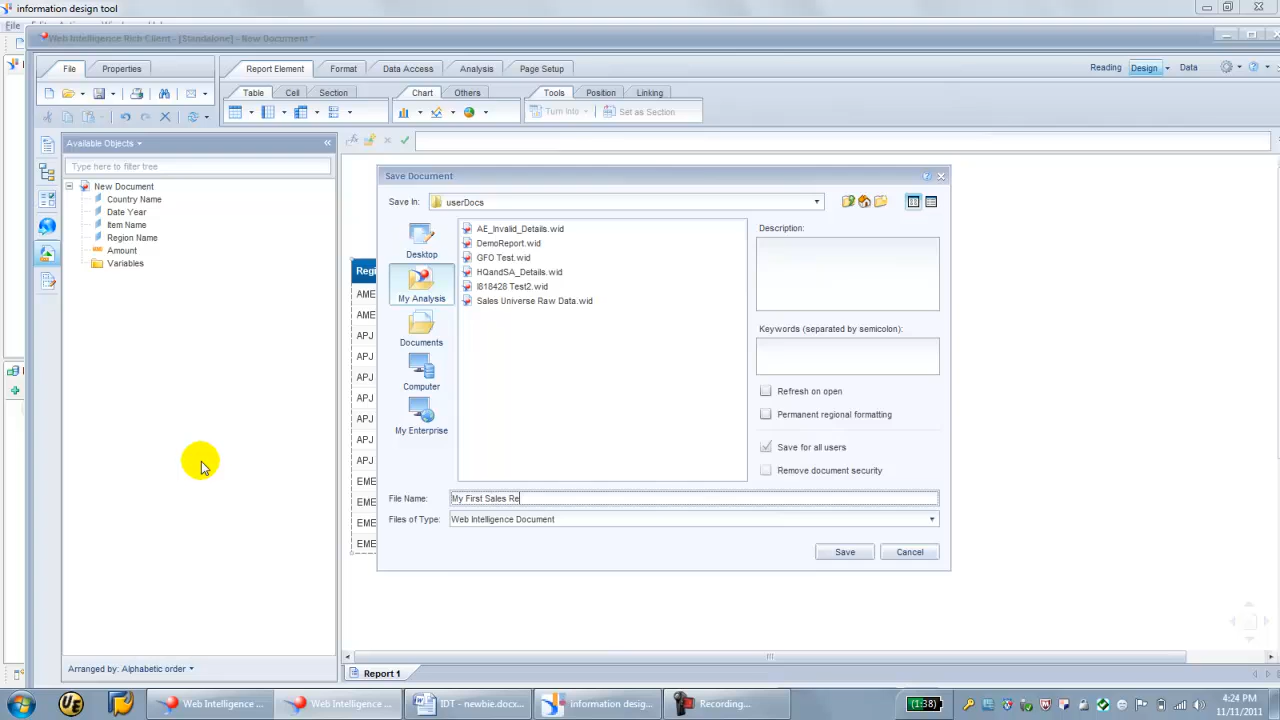 information design tool
File
Web Intelligence Rich Client - [Standalone] - New Document *
File Properties Report Element Format Data Access Analysis Page Setup Reading Design Data
Table Cell Section Chart Others Tools Position Linking
Turn Into Set as Section
Available Objects
Type here to filter tree
New Document
Country Name
Date Year
Item Name
Region Name
Amount
Variables
Arranged by: Alphabetic order
Regi
AME
AME
APJ
APJ
APJ
APJ
APJ
APJ
APJ
EME
EME
EME
EME
Save Document
Save In: userDocs
Desktop
My Analysis
Documents
Computer
My Enterprise
AE_Invalid_Details.wid
DemoReport.wid
GFO Test.wid
HQandSA_Details.wid
I818428 Test2.wid
Sales Universe Raw Data.wid
Description:
Keywords (separated by semicolon):
Refresh on open
Permanent regional formatting
Save for all users
Remove document security
File Name: My First Sales Re
Files of Type: Web Intelligence Document
Save Cancel
Report 1
Web Intelligence ... Web Intelligence ... IDT - newbie.docx... information desig... Recording... (1:38)
4:24 PM
11/11/2011